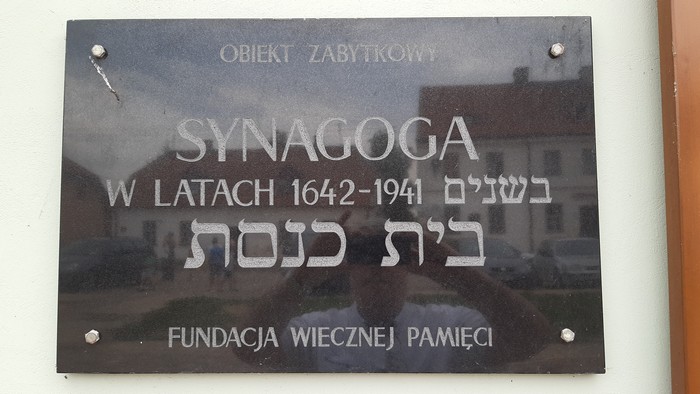 OBIEKT ZABYTKOWY
SYNAGOGA
W LATACH 1642-1941 בשנים
בית כנסת
FUNDACJA WIECZNEJ PAMIĘCI